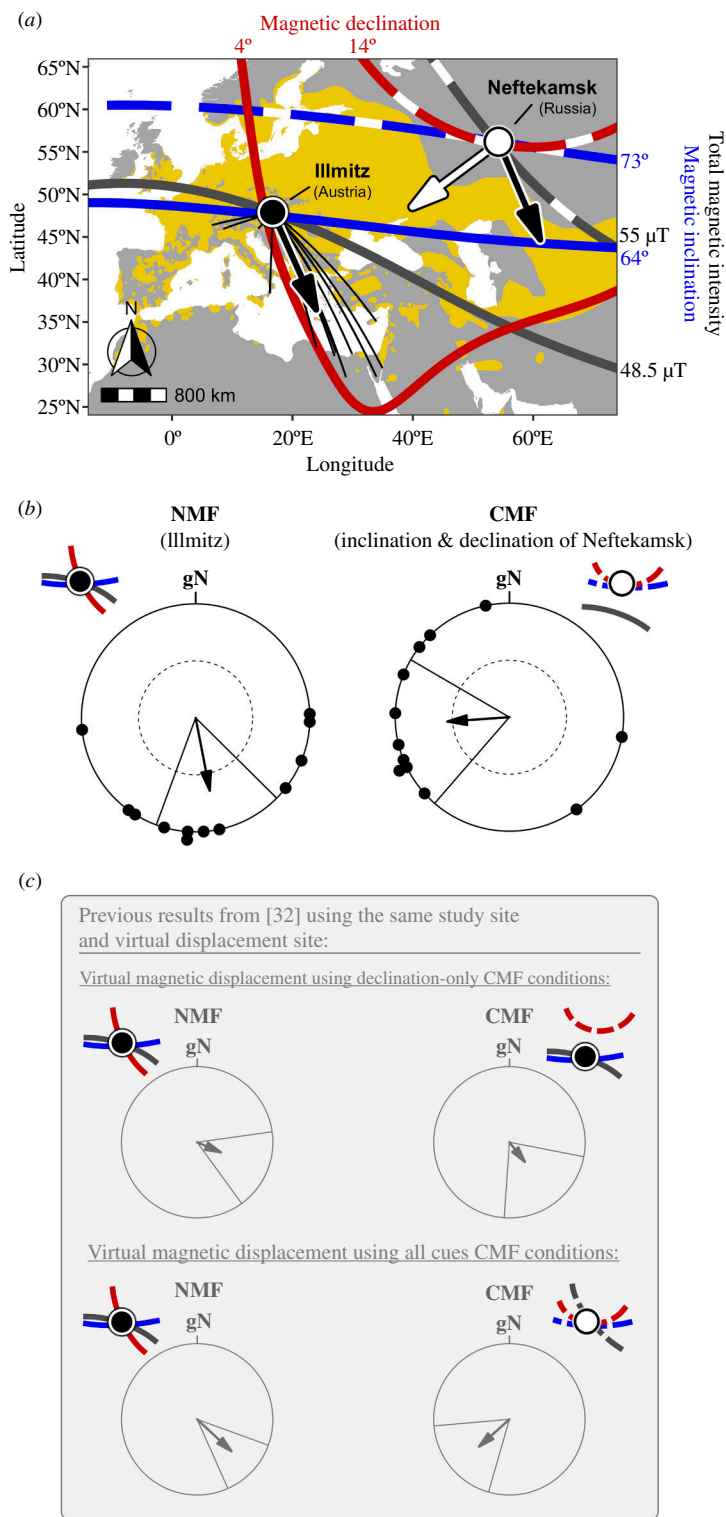 (a)
Magnetic declination
4º 14º
65ºN
60ºN
55ºN
50ºN
45ºN
40ºN
35ºN
30ºN
25ºN
Latitude
Neftekamsk
(Russia)
Illmitz
(Austria)
N
800 km
73º
55 µT
64º
48.5 µT
Total magnetic intensity
Magnetic inclination
0º 20ºE 40ºE 60ºE
Longitude
(b)
NMF
(Illmitz)
gN
CMF
(inclination & declination of Neftekamsk)
gN
(c)
Previous results from [32] using the same study site
and virtual displacement site:
Virtual magnetic displacement using declination-only CMF conditions:
NMF
gN
CMF
gN
Virtual magnetic displacement using all cues CMF conditions:
NMF
gN
CMF
gN